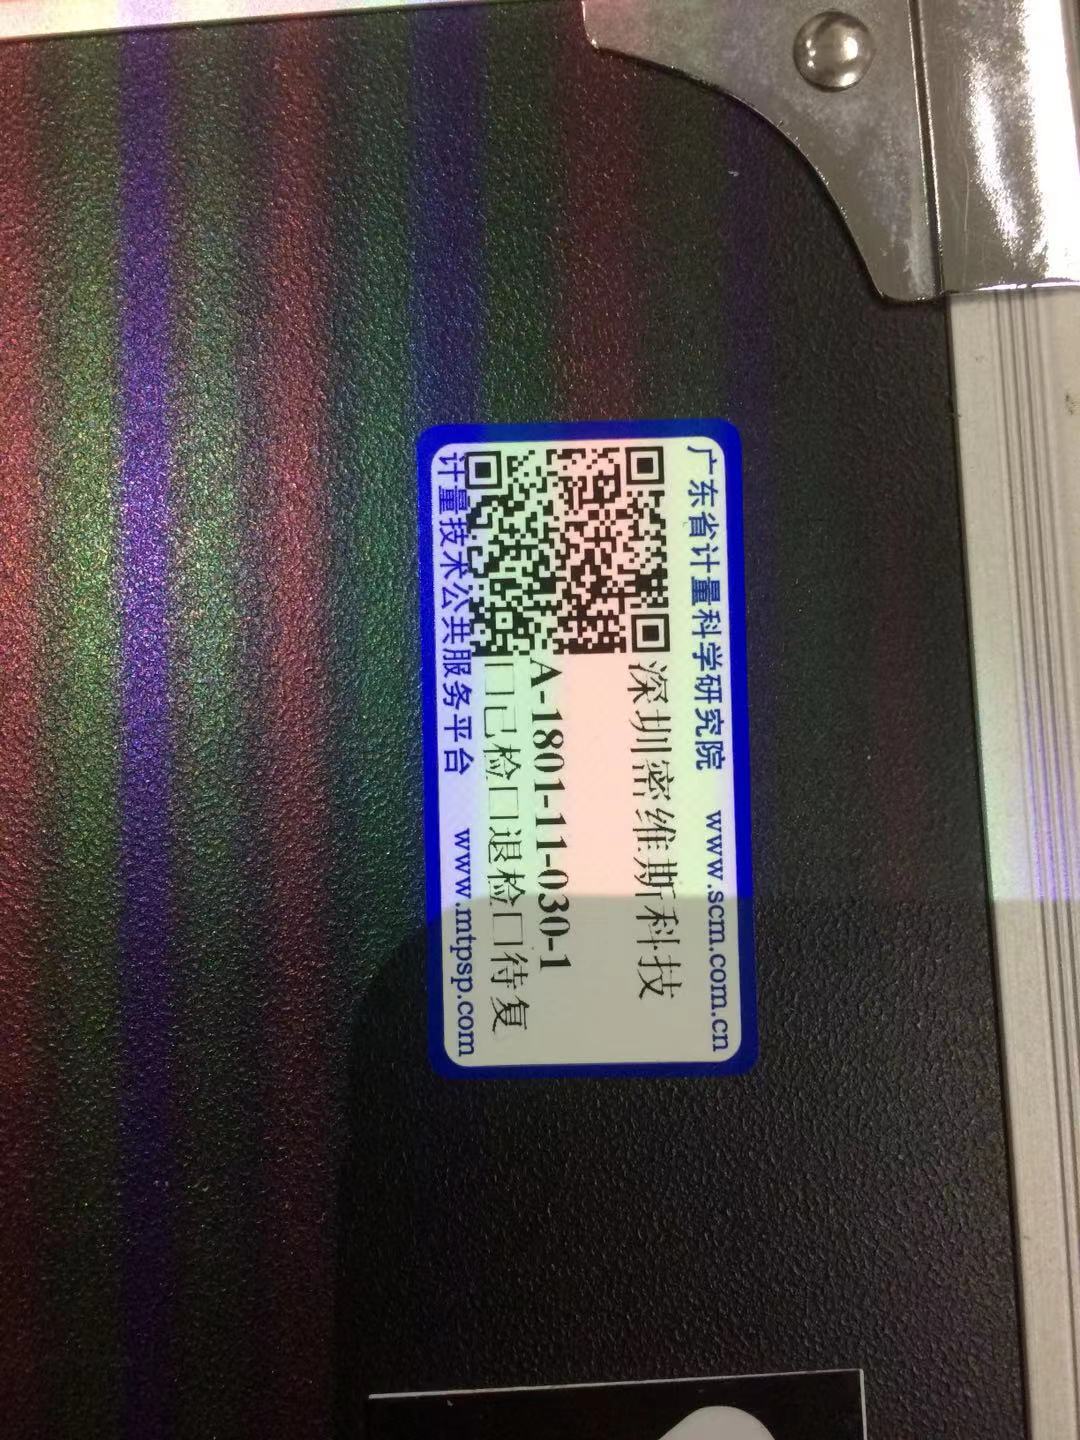 广东省计量科学研究院 www.scm.com.cn
深圳密维斯科技
A-1801-11-030-1
□已检□退检□待复
计量技术公共服务平台 www.mtpsp.com